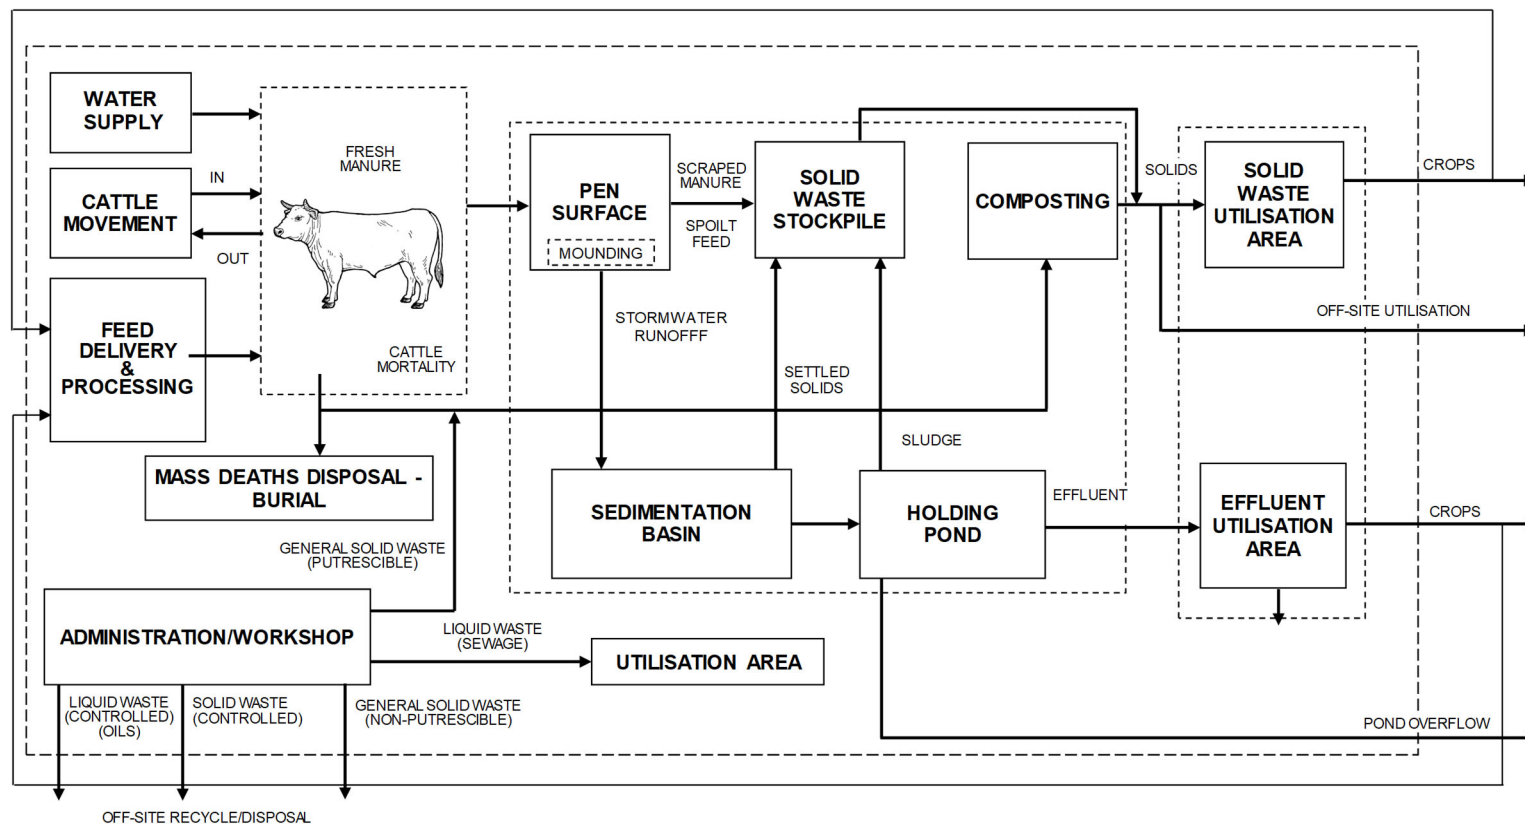 WATER
SUPPLY
FRESH
MANURE
CATTLE
MOVEMENT
IN
OUT
FEED
DELIVERY
&
PROCESSING
CATTLE
MORTALITY
MASS DEATHS DISPOSAL -
BURIAL
PEN
SURFACE
MOUNDING
SCRAPED
MANURE
SPOILT
FEED
SOLID
WASTE
STOCKPILE
COMPOSTING
SOLIDS
SOLID
WASTE
UTILISATION
AREA
CROPS
OFF-SITE UTILISATION
STORMWATER
RUNOFFF
SETTLED
SOLIDS
SLUDGE
SEDIMENTATION
BASIN
HOLDING
POND
EFFLUENT
EFFLUENT
UTILISATION
AREA
CROPS
POND OVERFLOW
GENERAL SOLID WASTE
(PUTRESCIBLE)
ADMINISTRATION/WORKSHOP
LIQUID WASTE
(SEWAGE)
UTILISATION AREA
LIQUID WASTE
(CONTROLLED)
(OILS)
SOLID WASTE
(CONTROLLED)
GENERAL SOLID WASTE
(NON-PUTRESCIBLE)
OFF-SITE RECYCLE/DISPOSAL